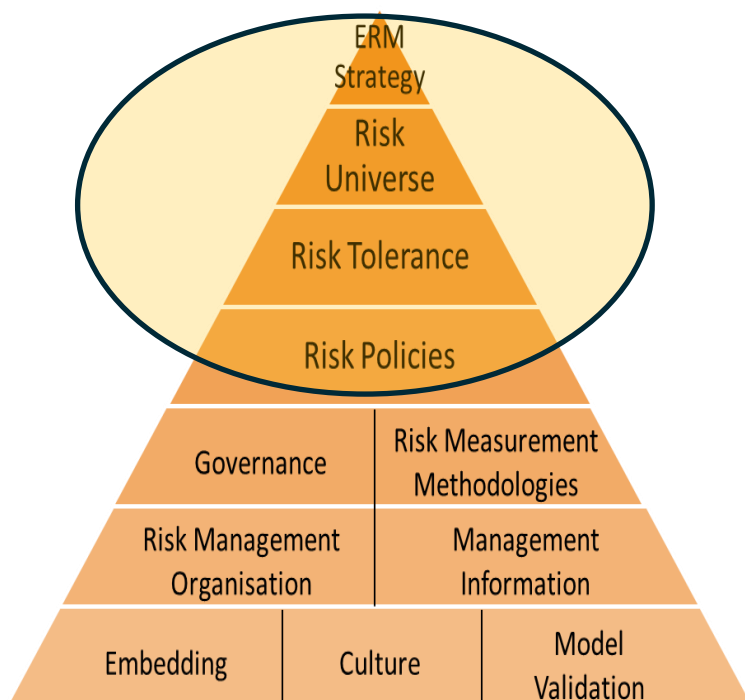 ERM
Strategy
Risk
Universe
Risk Tolerance
Risk Policies
Governance
Risk Measurement
Methodologies
Risk Management
Organisation
Management
Information
Embedding
Culture
Model
Validation